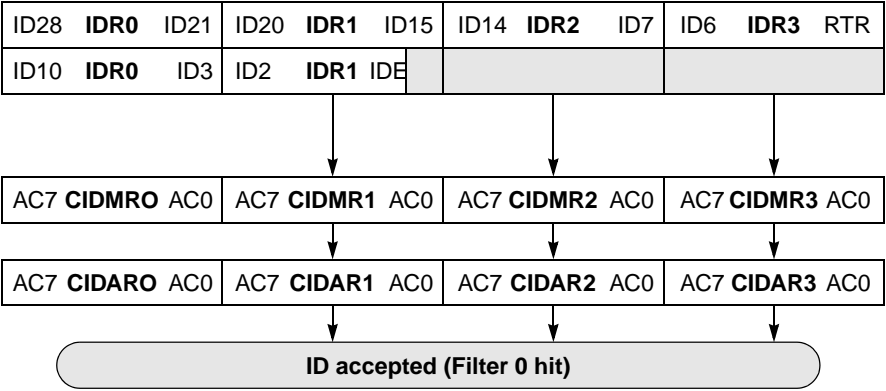 ID28 IDR0 ID21 ID20 IDR1 ID15 ID14 IDR2 ID7 ID6 IDR3 RTR
ID10 IDR0 ID3 ID2 IDR1 IDE
AC7 CIDMRO AC0 AC7 CIDMR1 AC0 AC7 CIDMR2 AC0 AC7 CIDMR3 AC0
AC7 CIDARO AC0 AC7 CIDAR1 AC0 AC7 CIDAR2 AC0 AC7 CIDAR3 AC0
ID accepted (Filter 0 hit)